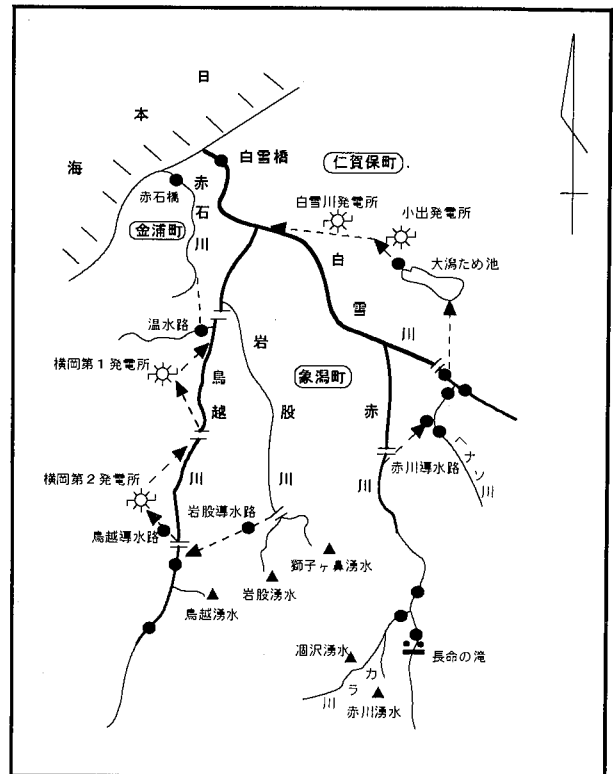 日本海
白雪橋
仁賀保町
赤石橋
赤石川
金浦町
白雪川発電所
小出発電所
大潟ため池
白雪川
温水路
横岡第1発電所
鳥越川
岩股川
象潟町
赤川
赤川導水路
ヘナソ川
横岡第2発電所
岩股導水路
鳥越導水路
獅子ヶ鼻湧水
岩股湧水
鳥越湧水
涸沢湧水
カラ川
赤川湧水
長命の滝